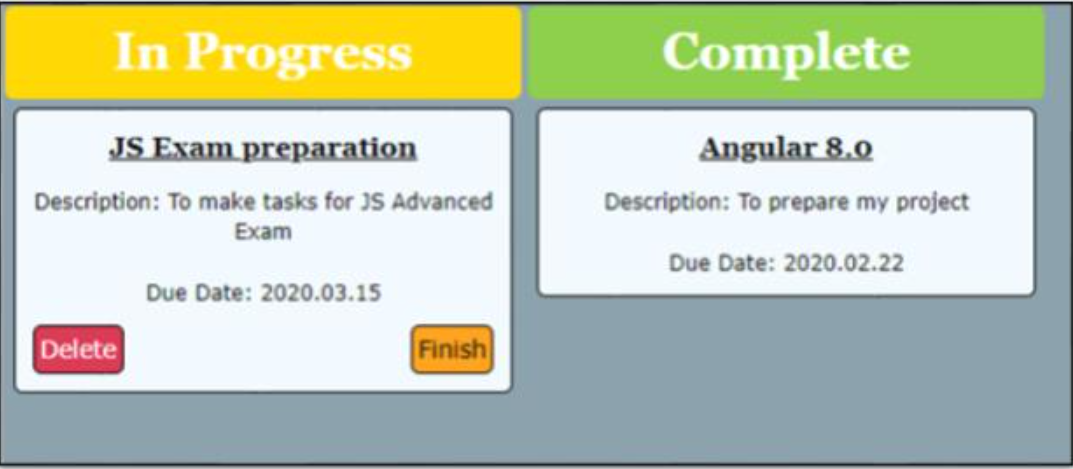 In Progress
JS Exam preparation
Description: To make tasks for JS Advanced
Exam
Due Date: 2020.03.15
Delete
Finish
Complete
Angular 8.0
Description: To prepare my project
Due Date: 2020.02.22